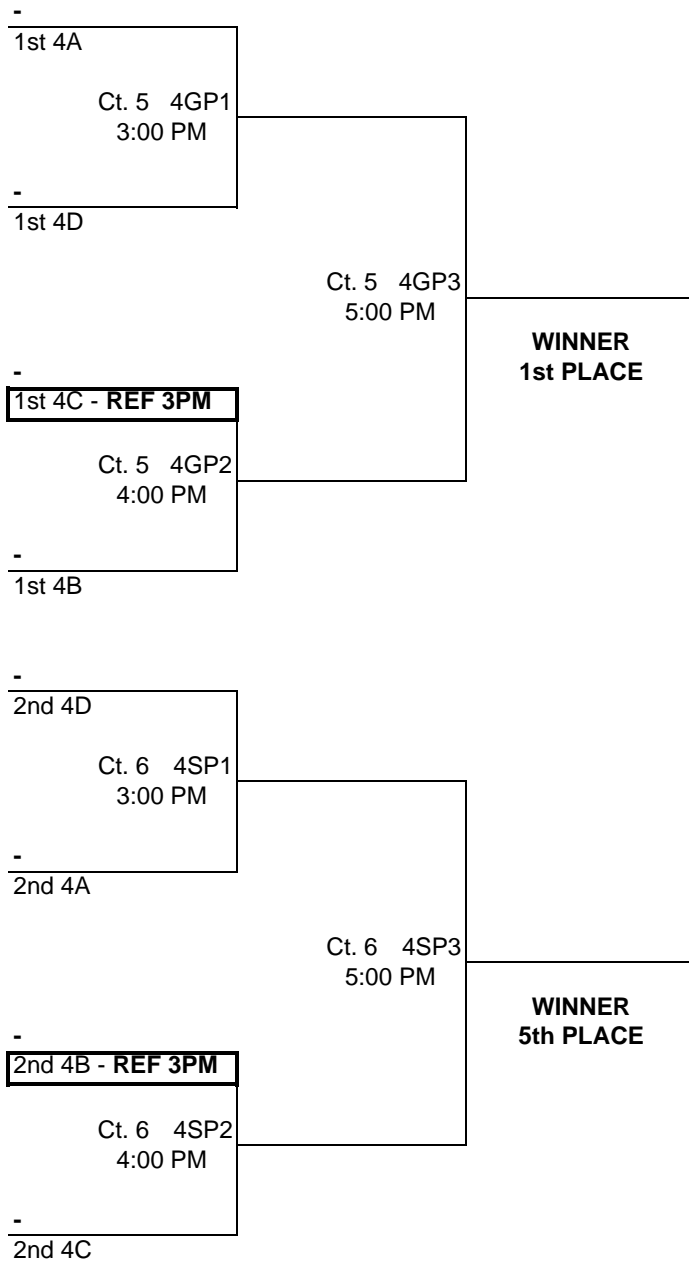 -
1st 4A
Ct. 5 4GP1
3:00 PM
-
1st 4D
Ct. 5 4GP3
5:00 PM
WINNER
1st PLACE
-
1st 4C - REF 3PM
Ct. 5 4GP2
4:00 PM
-
1st 4B
-
2nd 4D
Ct. 6 4SP1
3:00 PM
-
2nd 4A
Ct. 6 4SP3
5:00 PM
WINNER
5th PLACE
-
2nd 4B - REF 3PM
Ct. 6 4SP2
4:00 PM
-
2nd 4C